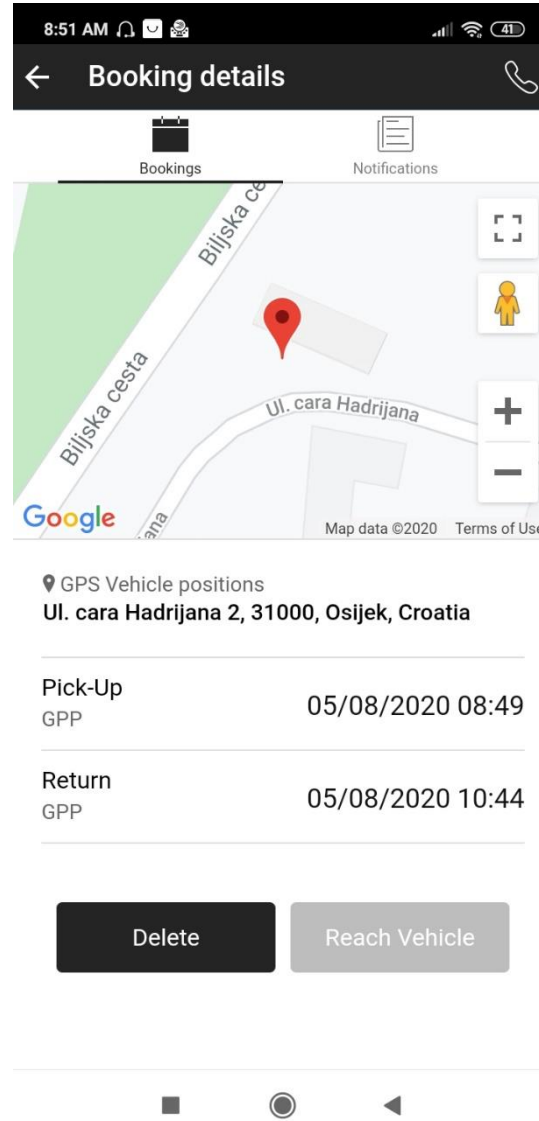 8:51 AM 41
Booking details
Bookings Notifications
Biljska ce
Biljska cesta
Ul. cara Hadrijana
ana
Google
Map data ©2020 Terms of Use
GPS Vehicle positions
Ul. cara Hadrijana 2, 31000, Osijek, Croatia
Pick-Up
GPP
05/08/2020 08:49
Return
GPP
05/08/2020 10:44
Delete Reach Vehicle